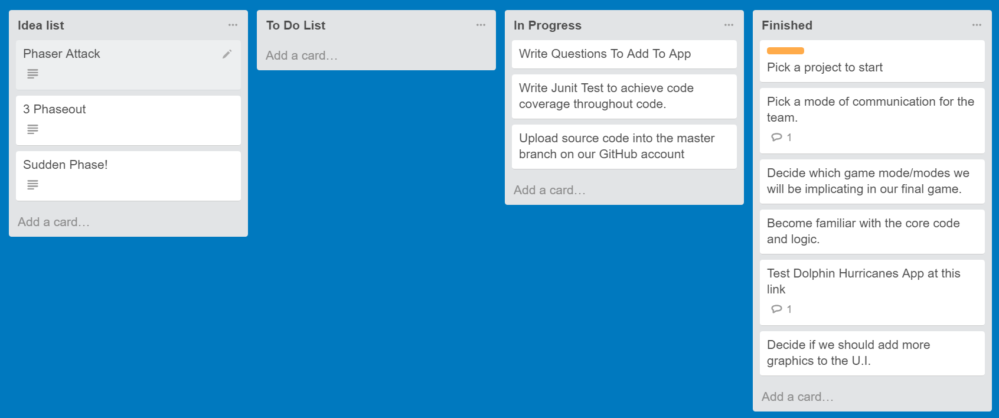 Idea list
Phaser Attack
3 Phaseout
Sudden Phase!
Add a card…
To Do List
Add a card…
In Progress
Write Questions To Add To App
Write Junit Test to achieve code
coverage throughout code.
Upload source code into the master
branch on our GitHub account
Add a card…
Finished
Pick a project to start
Pick a mode of communication for the
team.
1
Decide which game mode/modes we
will be implicating in our final game.
Become familiar with the core code
and logic.
Test Dolphin Hurricanes App at this
link
1
Decide if we should add more
graphics to the U.I.
Add a card…